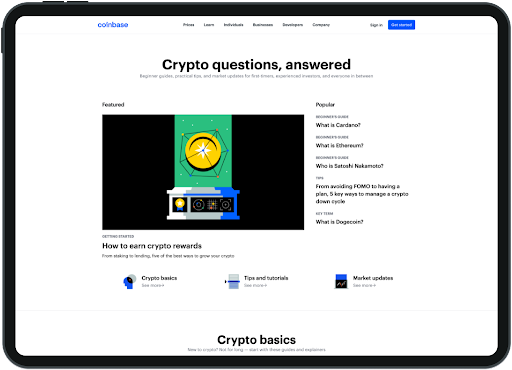 coinbase
Prices Learn Individuals Businesses Developers Company
Sign in
Get started
Crypto questions, answered
Beginner guides, practical tips, and market updates for first timers, experienced investors, and everyone in between
Featured
GETTING STARTED
How to earn crypto rewards
From staking to lending, five of the best ways to grow your crypto
Popular
BEGINNER'S GUIDE
What is Cardano?
BEGINNER'S GUIDE
What is Ethereum?
BEGINNER'S GUIDE
Who is Satoshi Nakamoto?
TIPS
From avoiding FOMO to having a
plan, 5 key ways to manage a crypto
down cycle
KEY TERM
What is Dogecoin?
Crypto basics
See more
Tips and tutorials
See more
Market updates
See more
Crypto basics
New to crypto? Not for long — start with these guides and explainers